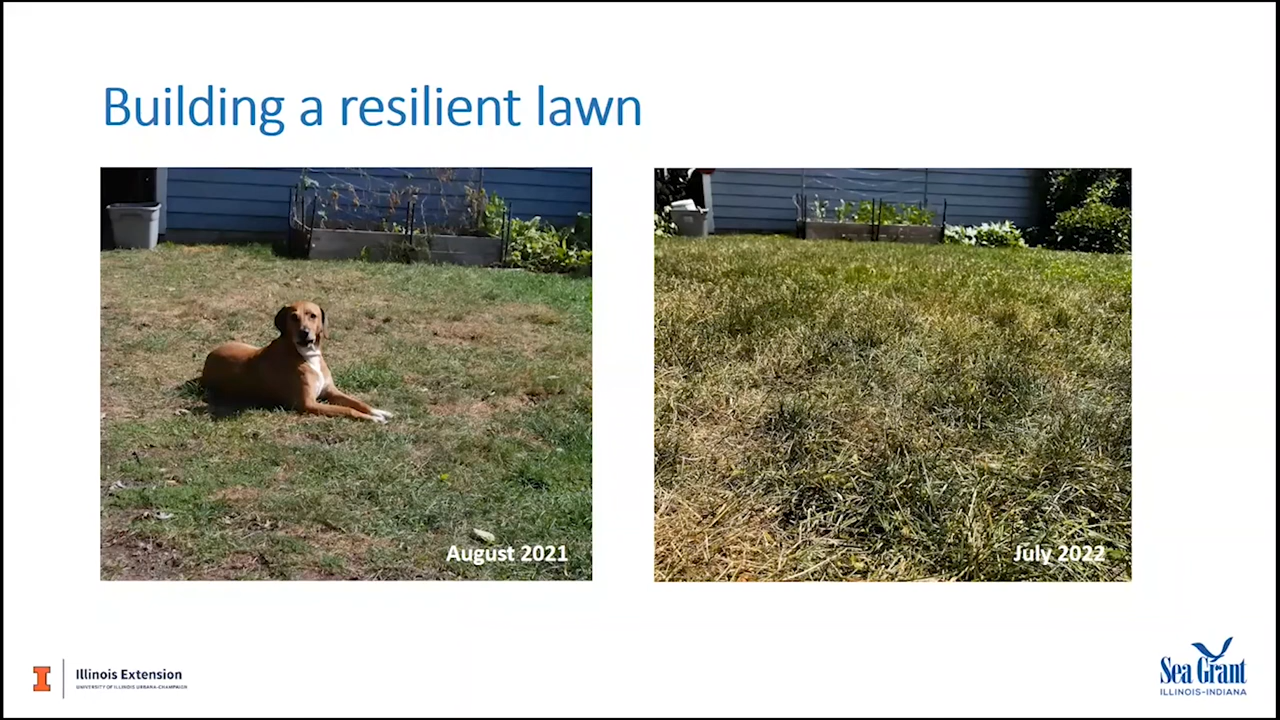 Building a resilient lawn
August 2021
July 2022
I
Illinois Extension
UNIVERSITY OF ILLINOIS URBANA-CHAMPAIGN
Sea Grant
ILLINOIS-INDIANA